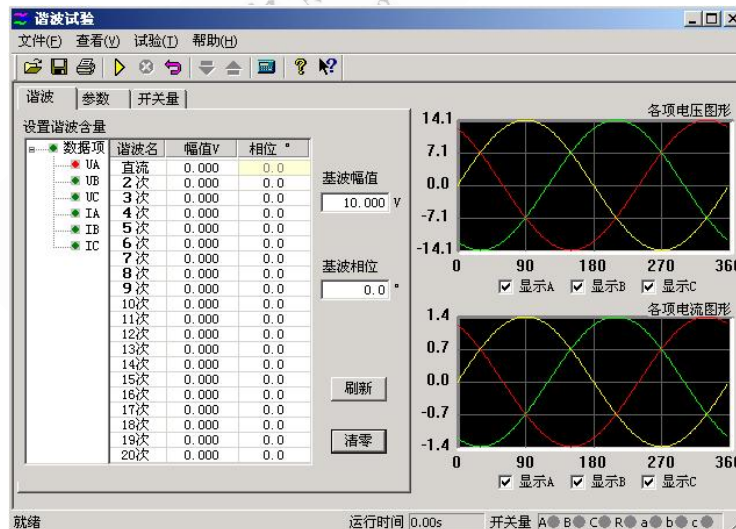 谐波试验
文件(F) 查看(V) 试验(T) 帮助(H)
谐波 参数 开关量
设置谐波含量
数据项
UA
UB
UC
IA
IB
IC
谐波名 幅值V 相位 °
直流 0.000 0.0
2次 0.000 0.0
3次 0.000 0.0
4次 0.000 0.0
5次 0.000 0.0
6次 0.000 0.0
7次 0.000 0.0
8次 0.000 0.0
9次 0.000 0.0
10次 0.000 0.0
11次 0.000 0.0
12次 0.000 0.0
13次 0.000 0.0
14次 0.000 0.0
15次 0.000 0.0
16次 0.000 0.0
17次 0.000 0.0
18次 0.000 0.0
19次 0.000 0.0
20次 0.000 0.0
基波幅值
10.000 V
基波相位
0.0 °
刷新
清零
各项电压图形
14.1
7.1
0.0
-7.1
-14.1
0 90 180 270 360
显示A 显示B 显示C
各项电流图形
1.4
0.7
0.0
-0.7
-1.4
0 90 180 270 360
显示A 显示B 显示C
就绪 运行时间 0.00s 开关量 A B C R a b c